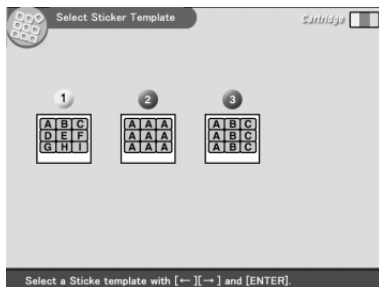 Select Sticker Template
Cartridge
1 2 3
A B C A A A A B C
D E F A A A A B C
G H I A A A A B C
Select a Sticke template with [←][→] and [ENTER].